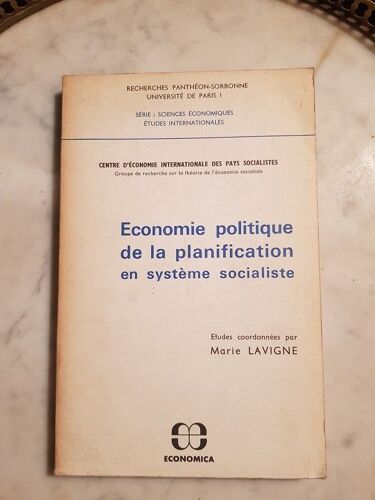 RECHERCHES PANTHÉON-SORBONNE
UNIVERSITÉ DE PARIS I
SÉRIE : SCIENCES ÉCONOMIQUES
ÉTUDES INTERNATIONALES
CENTRE D'ÉCONOMIE INTERNATIONALE DES PAYS SOCIALISTES
Groupe de recherche sur la théorie de l'économie socialiste
Economie politique
de la planification
en système socialiste
Etudes coordonnées par
Marie LAVIGNE
ECONOMICA